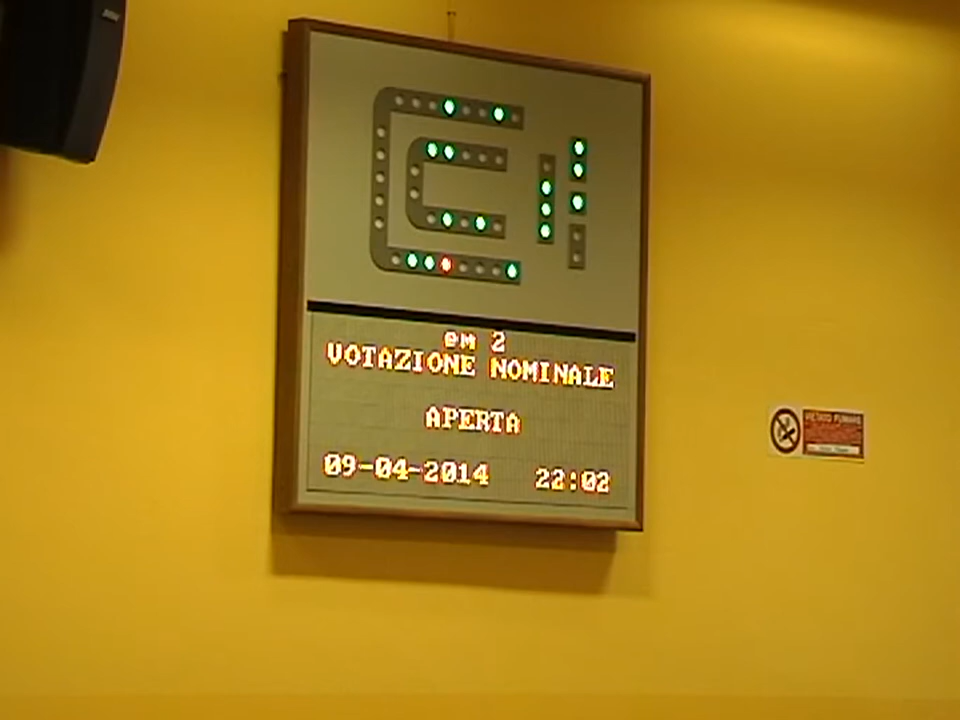 em 2
VOTAZIONE NOMINALE
APERTA
09-04-2014 22:02
VIETATO FUMARE